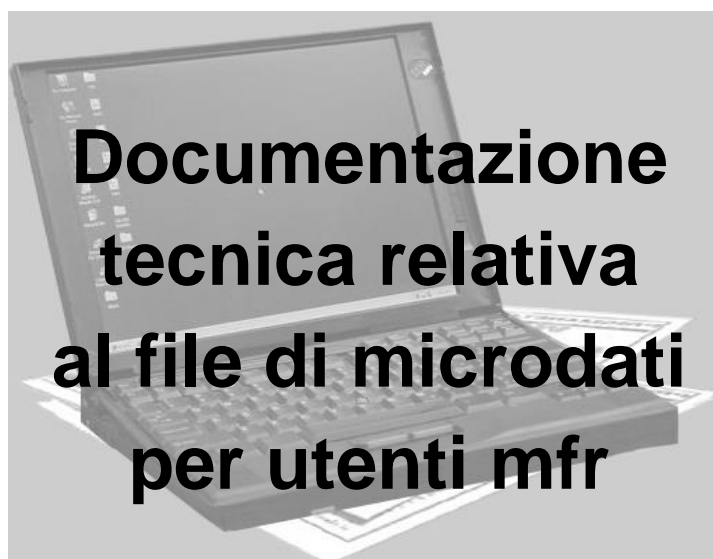 Documentazione
tecnica relativa
al file di microdati
per utenti mfr